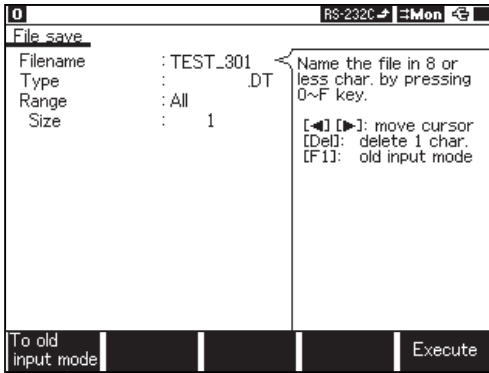 0 RS-232C Mon
File save
Filename : TEST_301
Type : .DT
Range : All
Size : 1
Name the file in 8 or
less char. by pressing
0~F key.
[◀] [▶]: move cursor
[Del]: delete 1 char.
[F1]: old input mode
To old
input mode
Execute